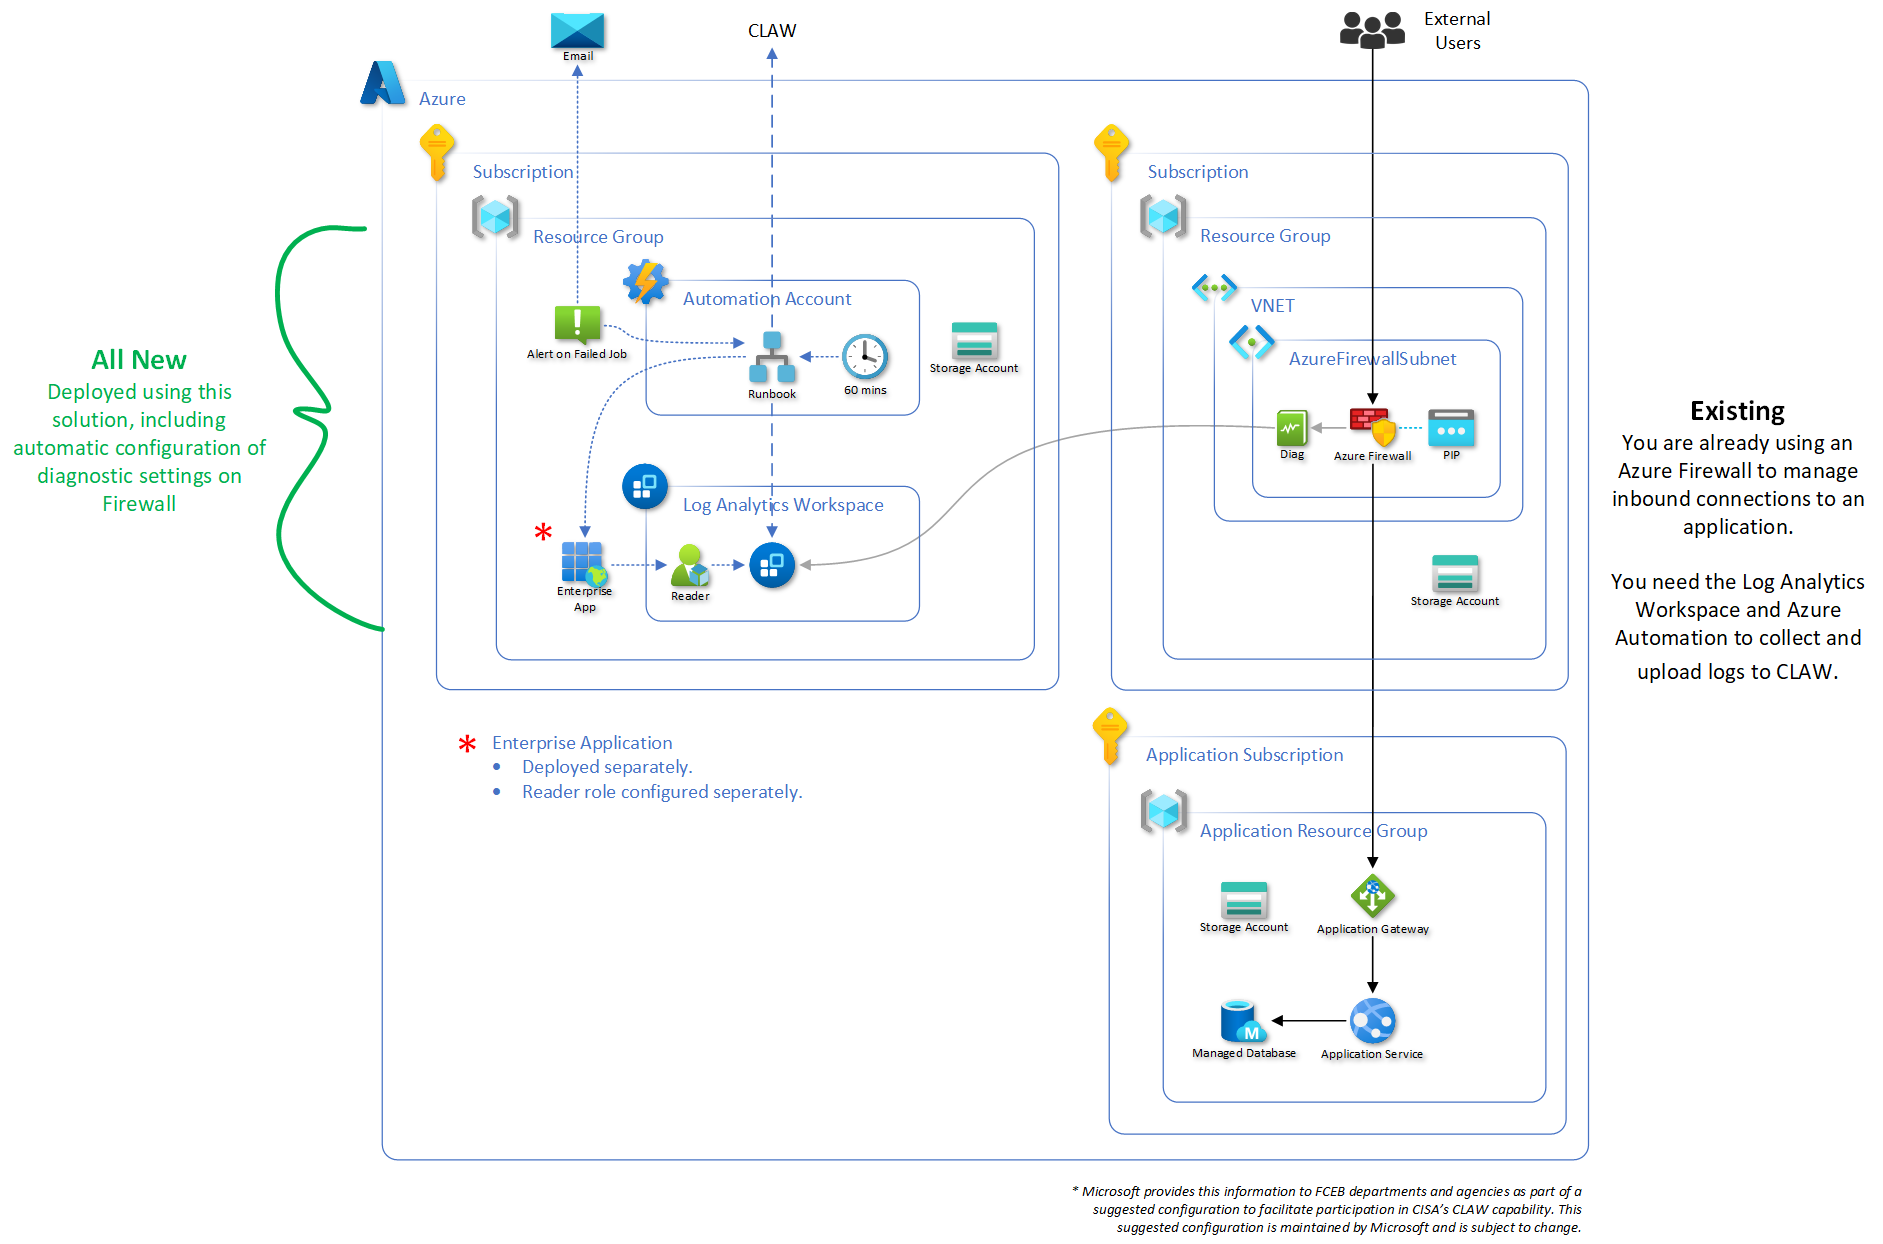 Email
CLAW
External
Users
Azure
Subscription
Resource Group
Automation Account
Alert on Failed Job
Runbook
60 mins
Storage Account
Log Analytics Workspace
Enterprise
App
Reader
All New
Deployed using this
solution, including
automatic configuration of
diagnostic settings on
Firewall
*
* Enterprise Application
• Deployed separately.
• Reader role configured seperately.
Subscription
Resource Group
VNET
AzureFirewallSubnet
Diag
Azure Firewall
PIP
Storage Account
Existing
You are already using an
Azure Firewall to manage
inbound connections to an
application.
You need the Log Analytics
Workspace and Azure
Automation to collect and
upload logs to CLAW.
Application Subscription
Application Resource Group
Storage Account
Application Gateway
M
Managed Database
Application Service
* Microsoft provides this information to FCEB departments and agencies as part of a
suggested configuration to facilitate participation in CISA's CLAW capability. This
suggested configuration is maintained by Microsoft and is subject to change.